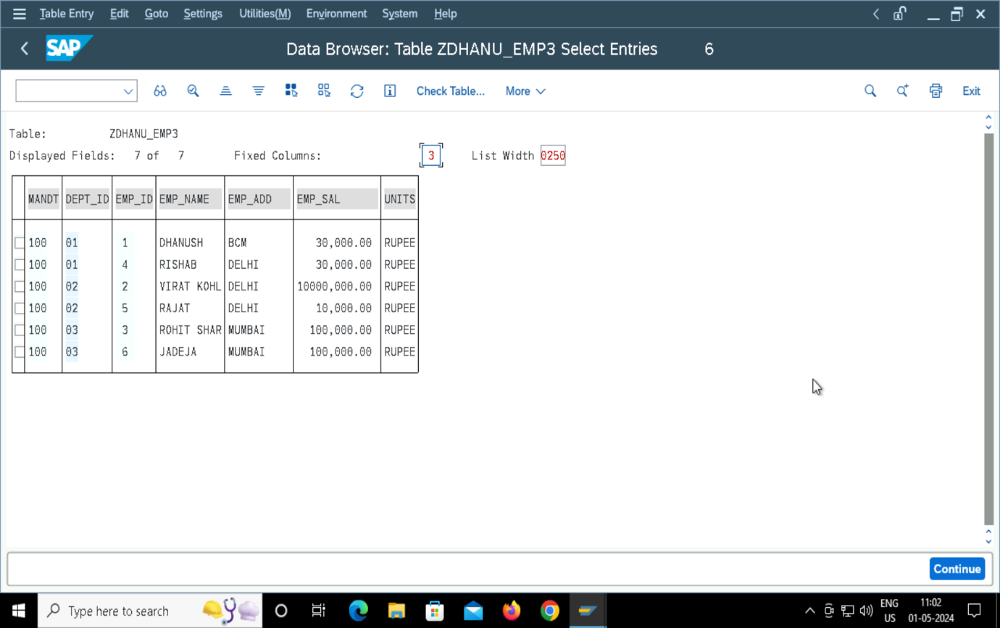 Table Entry Edit Goto Settings Utilities(M) Environment System Help
SAP Data Browser: Table ZDHANU_EMP3 Select Entries 6
Check Table... More Exit
Table: ZDHANU_EMP3
Displayed Fields: 7 of 7 Fixed Columns: 3 List Width 0250
MANDT DEPT_ID EMP_ID EMP_NAME EMP_ADD EMP_SAL UNITS
100 01 1 DHANUSH BCM 30,000.00 RUPEE
100 01 4 RISHAB DELHI 30,000.00 RUPEE
100 02 2 VIRAT KOHL DELHI 10000,000.00 RUPEE
100 02 5 RAJAT DELHI 10,000.00 RUPEE
100 03 3 ROHIT SHAR MUMBAI 100,000.00 RUPEE
100 03 6 JADEJA MUMBAI 100,000.00 RUPEE
Continue
Type here to search
ENG 11:02
US 01-05-2024